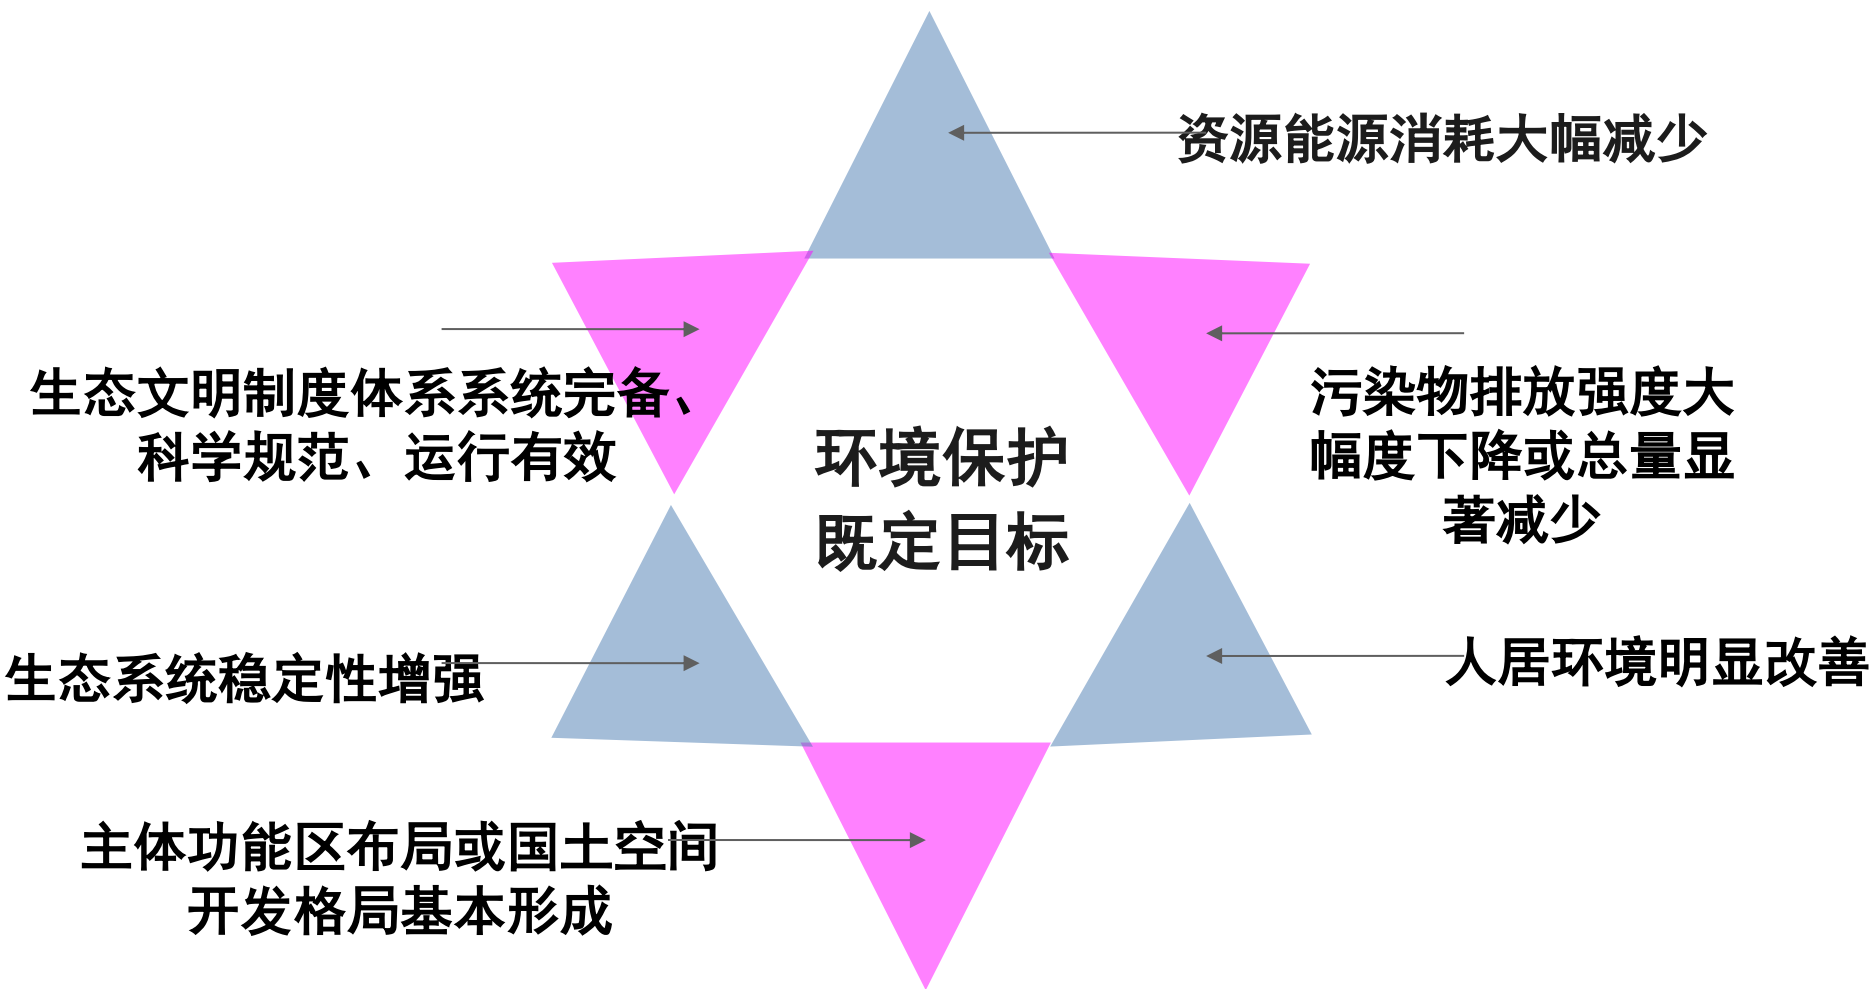 资源能源消耗大幅减少
生态文明制度体系系统完备、
科学规范、运行有效
污染物排放强度大
幅度下降或总量显
著减少
环境保护
既定目标
生态系统稳定性增强
人居环境明显改善
主体功能区布局或国土空间
开发格局基本形成